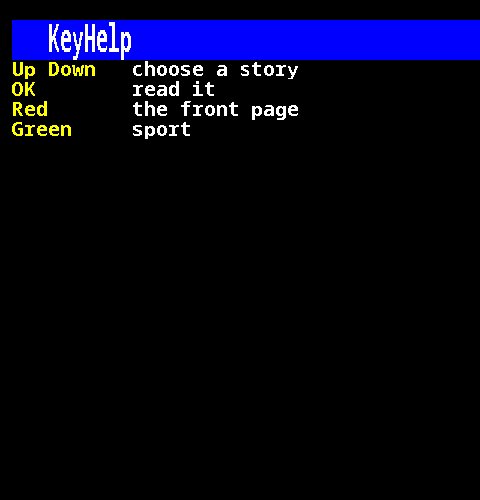 KeyHelp
Up Down choose a story
OK read it
Red the front page
Green sport